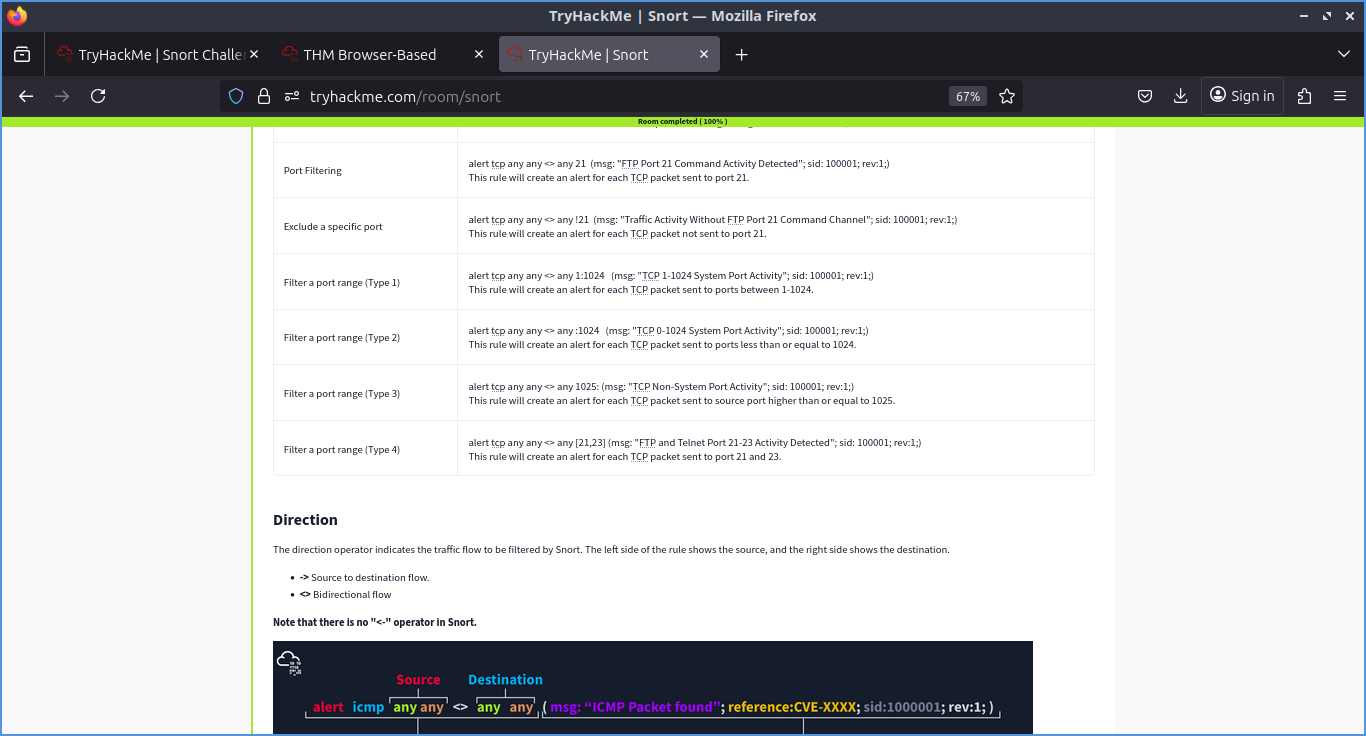 TryHackMe | Snort — Mozilla Firefox
TryHackMe | Snort Challe
THM Browser-Based
TryHackMe | Snort
tryhackme.com/room/snort
67%
Sign in
Room completed ( 100% )
Port Filtering
alert tcp any any <> any 21 (msg: "FTP Port 21 Command Activity Detected"; sid: 100001; rev:1;)
This rule will create an alert for each TCP packet sent to port 21.
Exclude a specific port
alert tcp any any <> any !21 (msg: "Traffic Activity Without FTP Port 21 Command Channel"; sid: 100001; rev:1;)
This rule will create an alert for each TCP packet not sent to port 21.
Filter a port range (Type 1)
alert tcp any any <> any 1:1024 (msg: "TCP 1-1024 System Port Activity"; sid: 100001; rev:1;)
This rule will create an alert for each TCP packet sent to ports between 1-1024.
Filter a port range (Type 2)
alert tcp any any <> any :1024 (msg: "TCP 0-1024 System Port Activity"; sid: 100001; rev:1;)
This rule will create an alert for each TCP packet sent to ports less than or equal to 1024.
Filter a port range (Type 3)
alert tcp any any <> any 1025: (msg: "TCP Non-System Port Activity"; sid: 100001; rev:1;)
This rule will create an alert for each TCP packet sent to source port higher than or equal to 1025.
Filter a port range (Type 4)
alert tcp any any <> any [21,23] (msg: "FTP and Telnet Port 21-23 Activity Detected"; sid: 100001; rev:1;)
This rule will create an alert for each TCP packet sent to port 21 and 23.
Direction
The direction operator indicates the traffic flow to be filtered by Snort. The left side of the rule shows the source, and the right side shows the destination.
• -> Source to destination flow.
• <> Bidirectional flow
Note that there is no "<-" operator in Snort.
Source Destination
alert icmp any any <> any any ( msg: “ICMP Packet found”; reference:CVE-XXXX; sid:1000001; rev:1; )